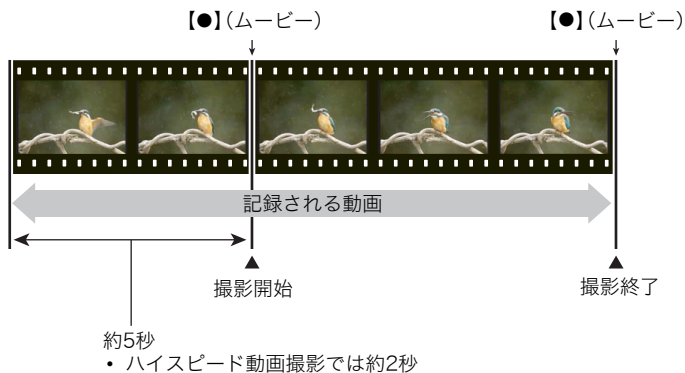 【●】(ムービー) 【●】(ムービー)
記録される動画
撮影開始 撮影終了
約5秒
• ハイスピード動画撮影では約2秒